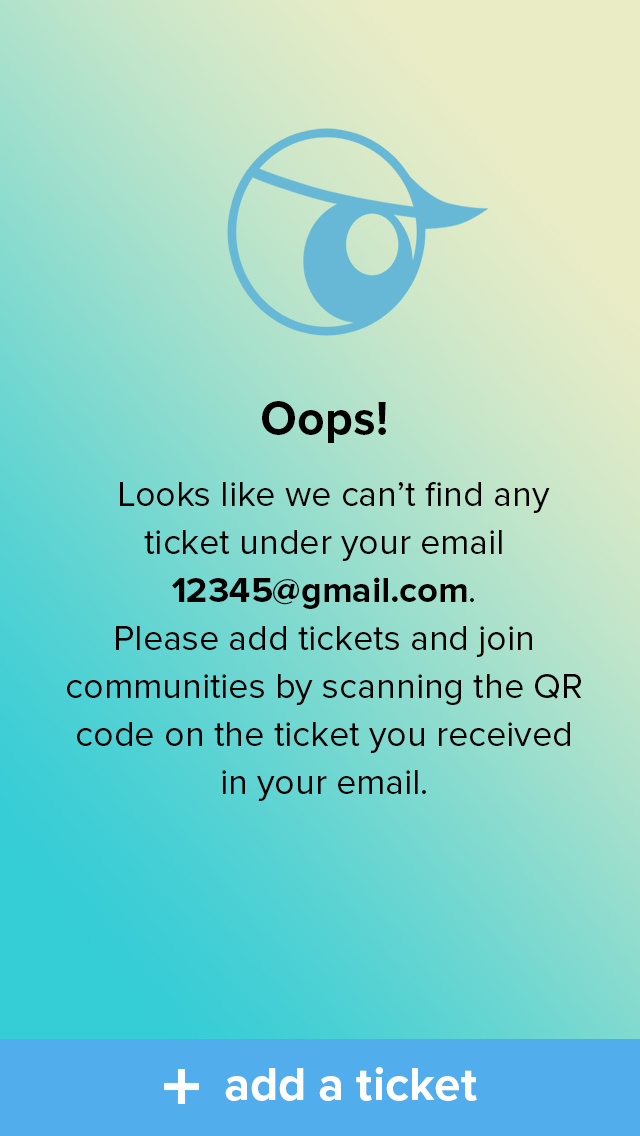 Oops!
Looks like we can’t find any
ticket under your email
12345@gmail.com.
Please add tickets and join
communities by scanning the QR
code on the ticket you received
in your email.
+ add a ticket